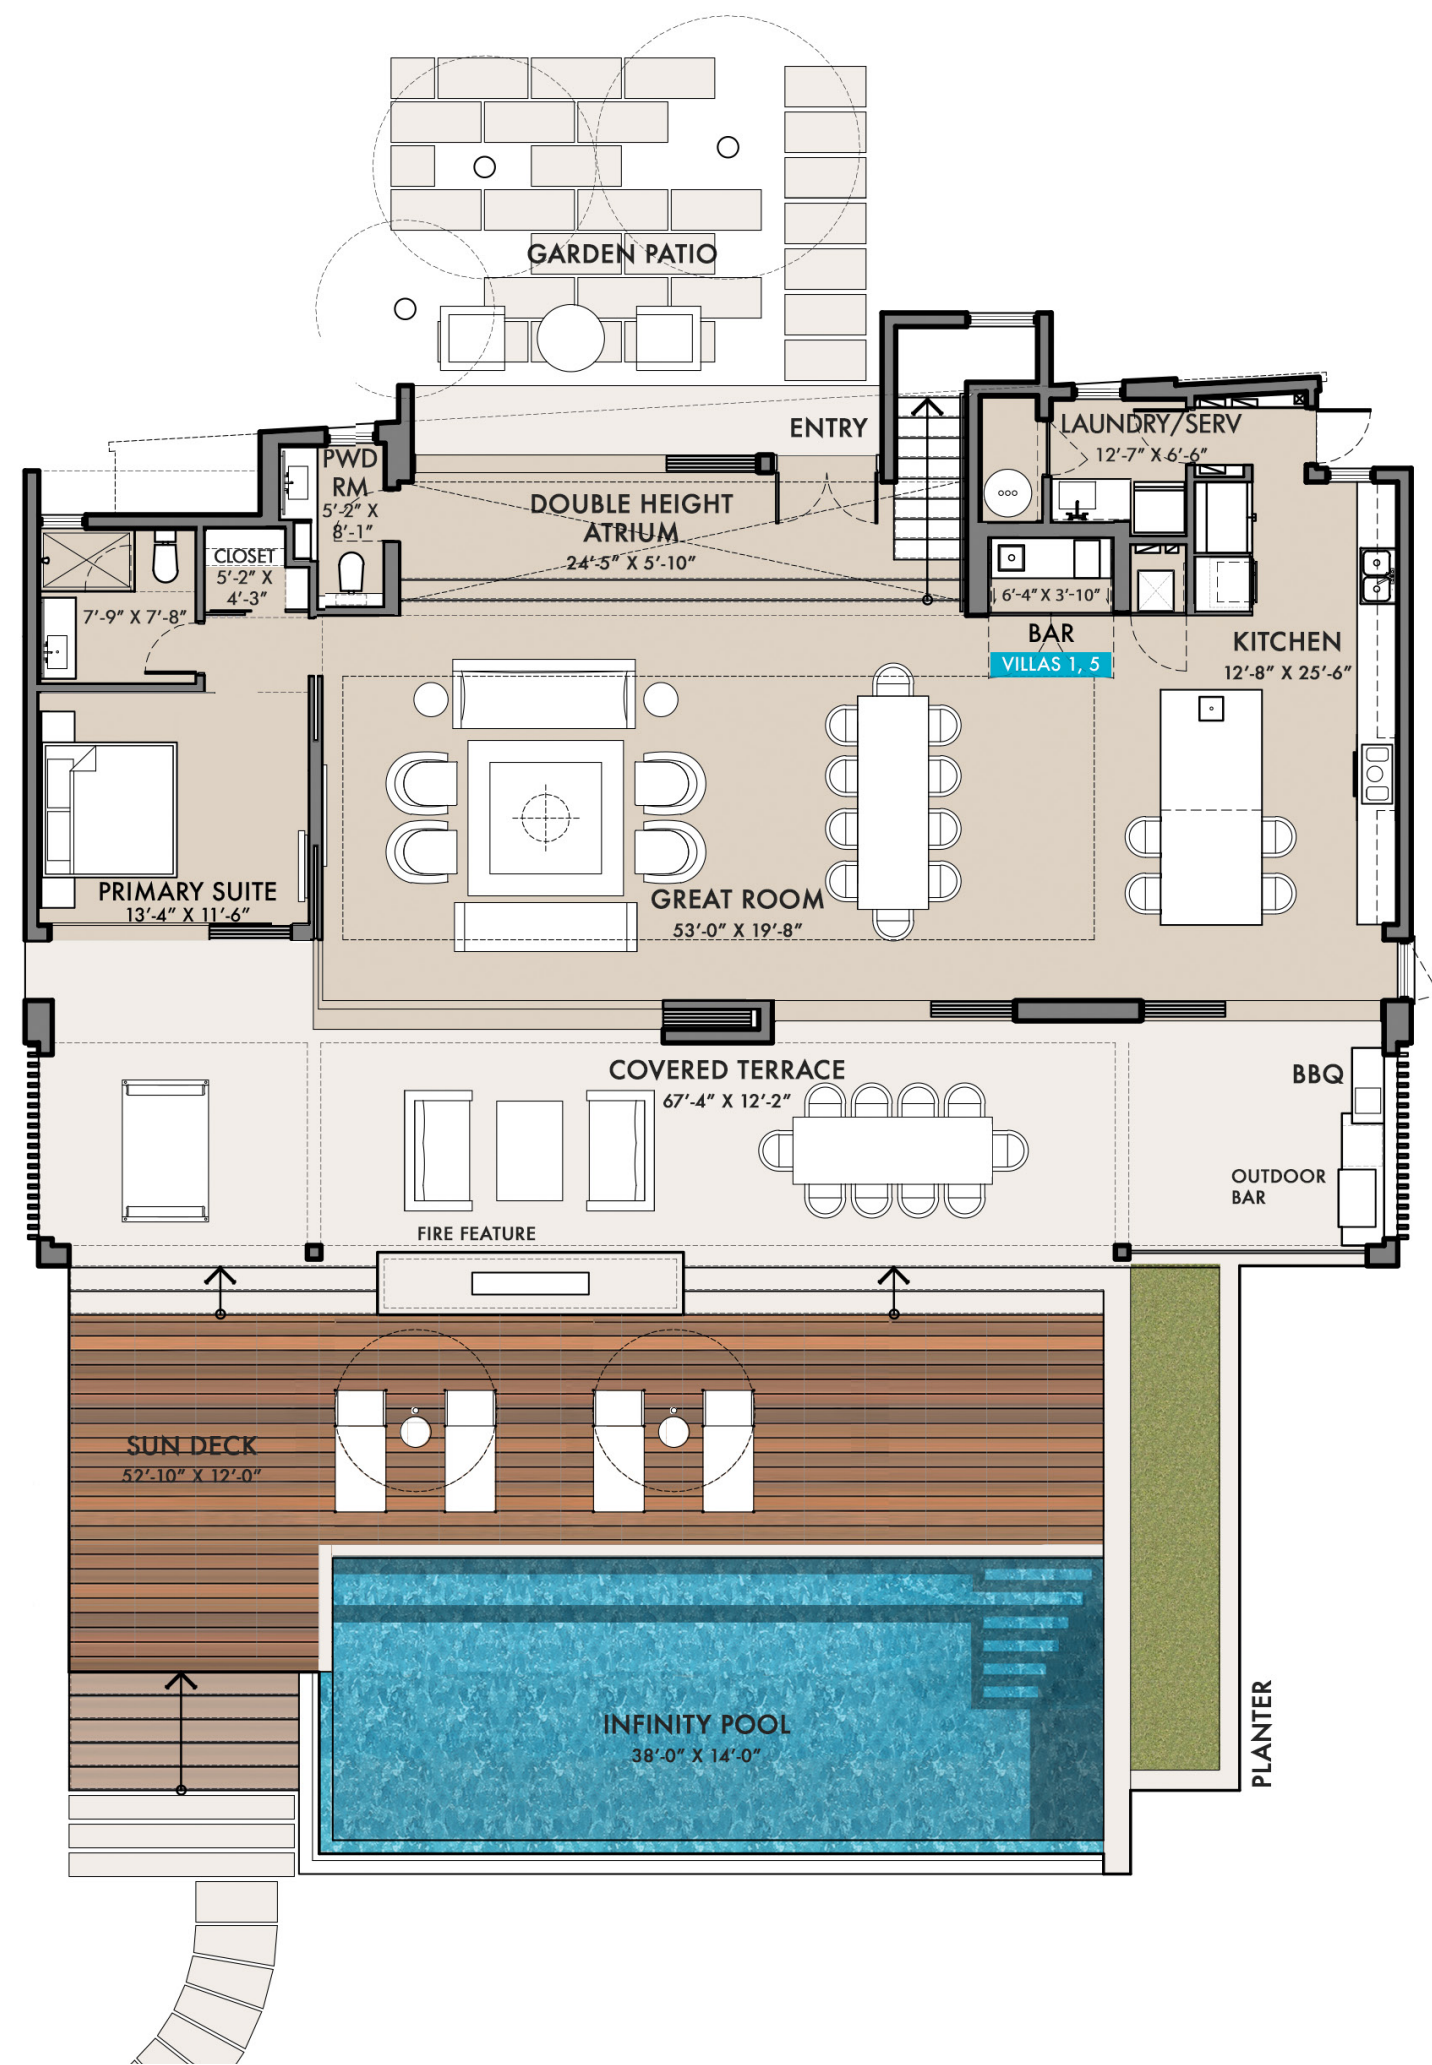 GARDEN PATIO
ENTRY
LAUNDRY/SERV
12'-7" X 6'-6"
PWD
RM
5'-2" X
8'-1"
DOUBLE HEIGHT
ATRIUM
24'-5" X 5'-10"
CLOSET
5'-2" X
4'-3"
7'-9" X 7'-8"
6'-4" X 3'-10"
BAR
VILLAS 1, 5
KITCHEN
12'-8" X 25'-6"
PRIMARY SUITE
13'-4" X 11'-6"
GREAT ROOM
53'-0" X 19'-8"
COVERED TERRACE
67'-4" X 12'-2"
BBQ
OUTDOOR
BAR
FIRE FEATURE
SUN DECK
52'-10" X 12'-0"
INFINITY POOL
38'-0" X 14'-0"
PLANTER